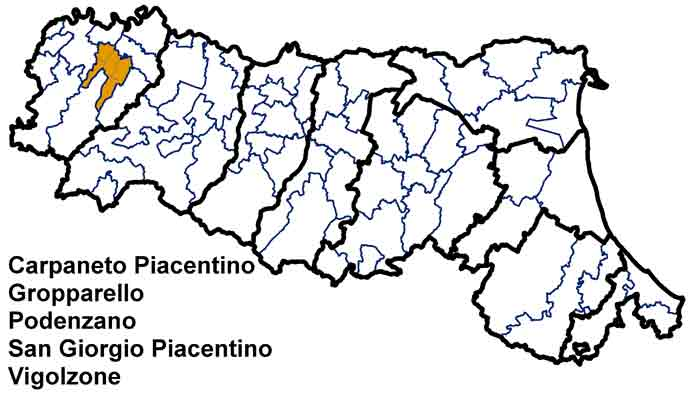 Carpaneto Piacentino
Gropparello
Podenzano
San Giorgio Piacentino
Vigolzone